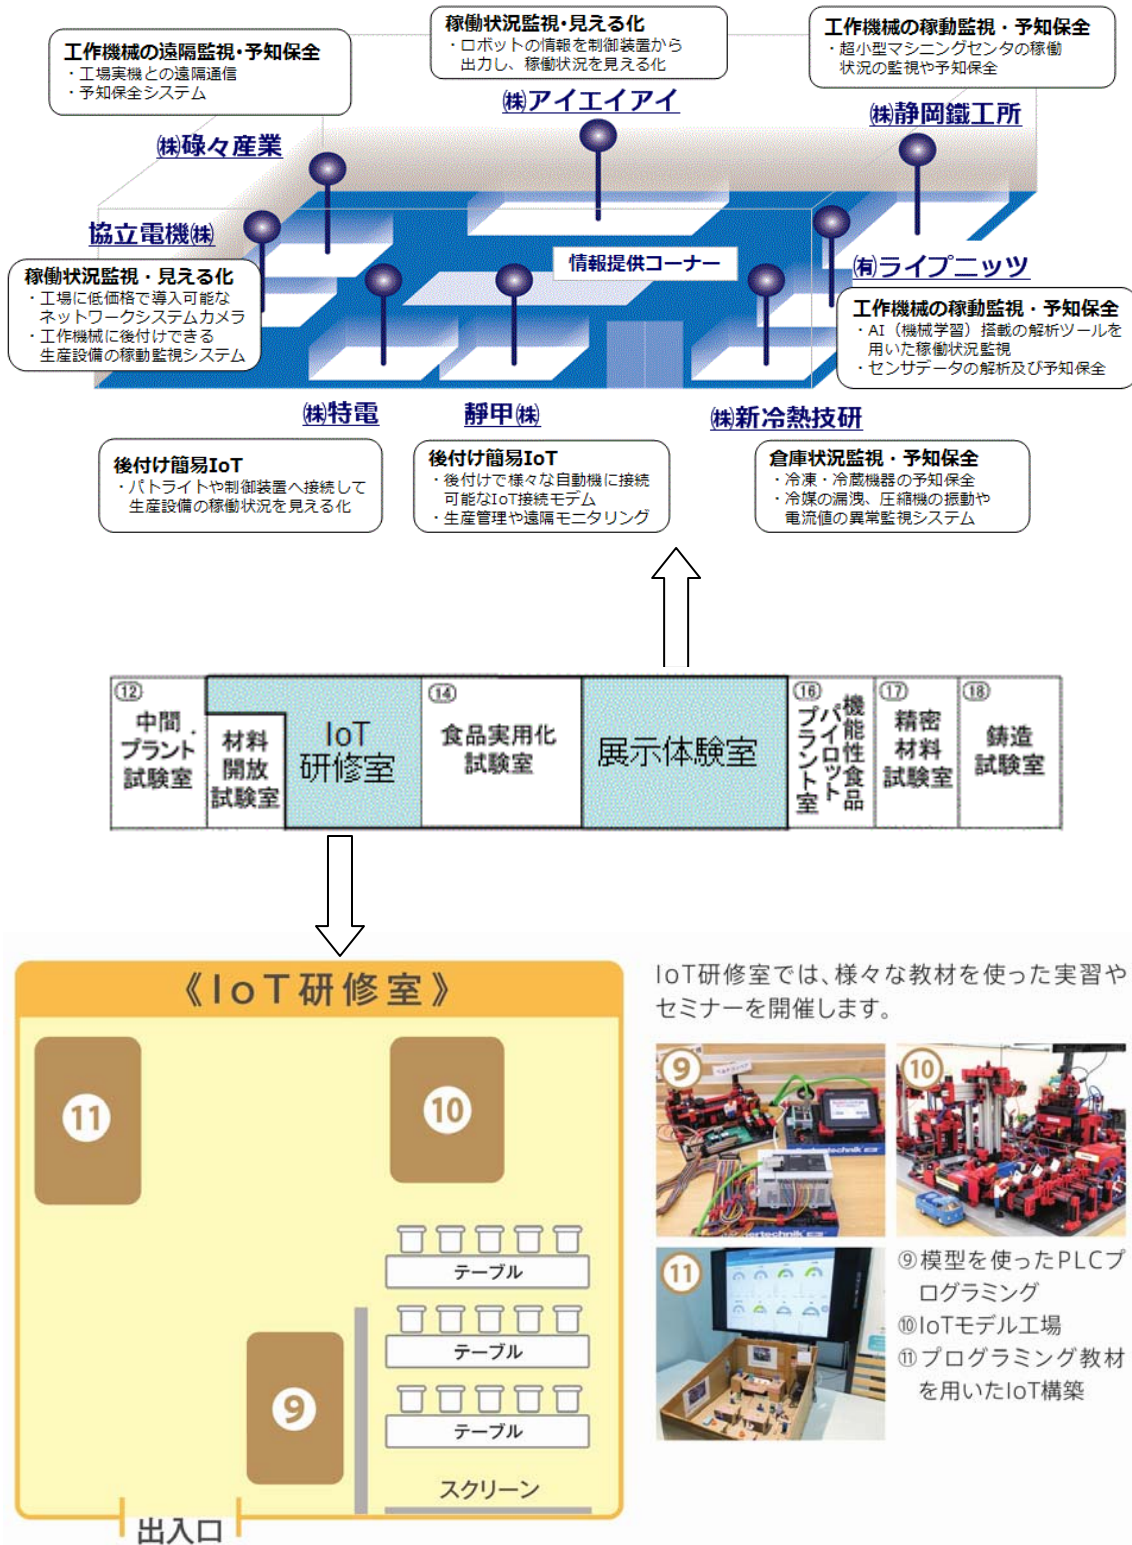 工作機械の遠隔監視・予知保全
・工場実機との遠隔通信
・予知保全システム
㈱碌々産業
稼働状況監視・見える化
・ロボットの情報を制御装置から
出力し、稼働状況を見える化
㈱アイエイアイ
工作機械の稼動監視・予知保全
・超小型マシニングセンタの稼働
状況の監視や予知保全
㈱静岡鐵工所
協立電機㈱
稼働状況監視・見える化
・工場に低価格で導入可能な
ネットワークシステムカメラ
・工作機械に後付けできる
生産設備の稼動監視システム
情報提供コーナー
㈲ライプニッツ
工作機械の稼動監視・予知保全
・AI（機械学習）搭載の解析ツールを
用いた稼働状況監視
・センサデータの解析及び予知保全
㈱特電
後付け簡易IoT
・パトライトや制御装置へ接続して
生産設備の稼働状況を見える化
靜甲㈱
後付け簡易IoT
・後付けで様々な自動機に接続
可能なIoT接続モデム
・生産管理や遠隔モニタリング
㈱新冷熱技研
倉庫状況監視・予知保全
・冷凍・冷蔵機器の予知保全
・冷媒の漏洩、圧縮機の振動や
電流値の異常監視システム
⑫
中間
プラント
試験室
材料
開放
試験室
IoT
研修室
⑭
食品実用化
試験室
展示体験室
⑯
機能性食品
パイロット
プラント室
⑰
精密
材料
試験室
⑱
鋳造
試験室
《IoT研修室》
11
10
テーブル
テーブル
9
テーブル
スクリーン
出入口
IoT研修室では、様々な教材を使った実習や
セミナーを開催します。
9
10
11
⑨模型を使ったPLCプ
ログラミング
⑩IoTモデル工場
⑪プログラミング教材
を用いたIoT構築